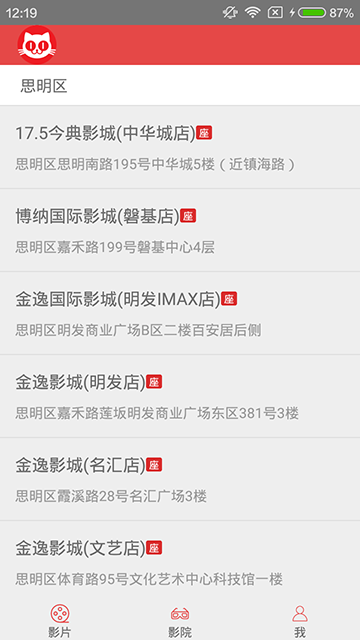 12:19
87%
思明区
17.5今典影城(中华城店)座
思明区思明南路195号中华城5楼（近镇海路）
博纳国际影城(磐基店)座
思明区嘉禾路199号磐基中心4层
金逸国际影城(明发IMAX店)座
思明区明发商业广场B区二楼百安居后侧
金逸影城(明发店)座
思明区嘉禾路莲坂明发商业广场东区381号3楼
金逸影城(名汇店)座
思明区霞溪路28号名汇广场3楼
金逸影城(文艺店)座
思明区体育路95号文化艺术中心科技馆一楼
影片
影院
我